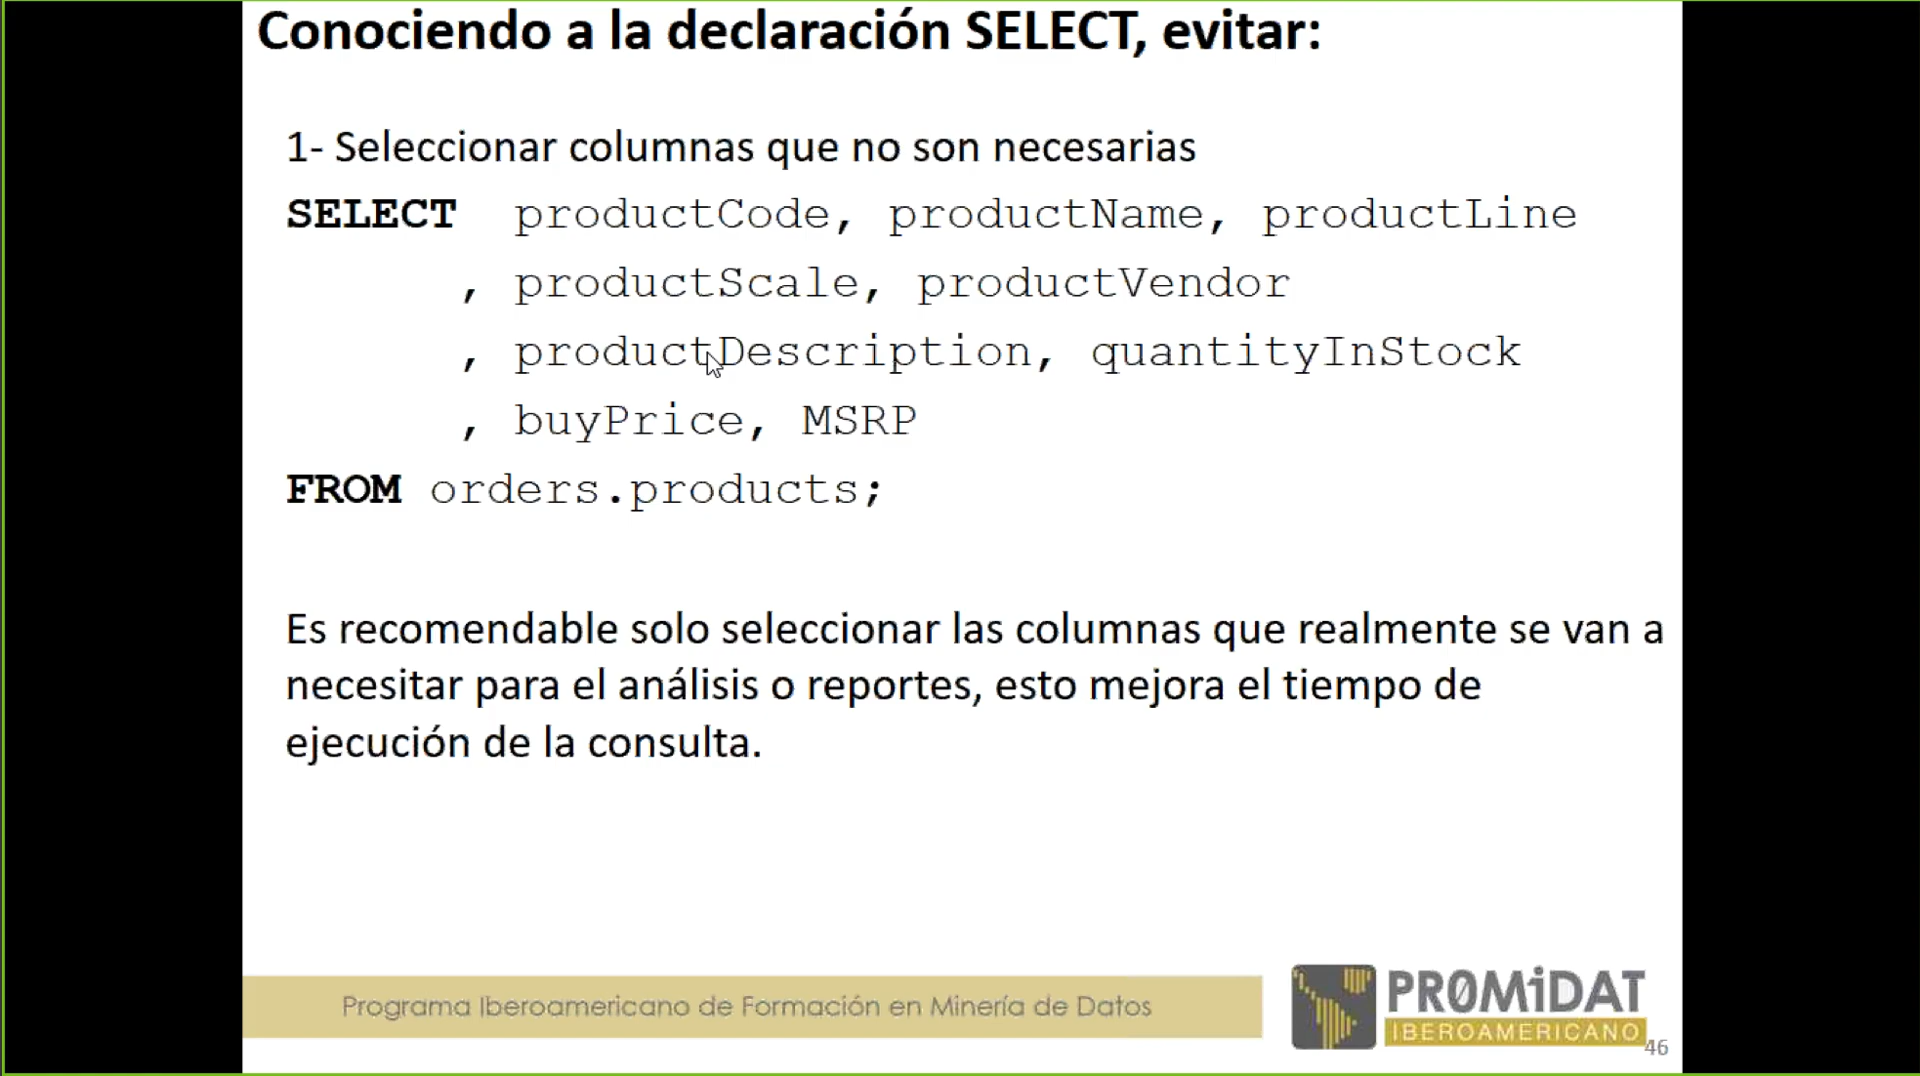 Conociendo a la declaración SELECT, evitar:
1- Seleccionar columnas que no son necesarias
SELECT productCode, productName, productLine
, productScale, productVendor
, productDescription, quantityInStock
, buyPrice, MSRP
FROM orders.products;
Es recomendable solo seleccionar las columnas que realmente se van a
necesitar para el análisis o reportes, esto mejora el tiempo de
ejecución de la consulta.
Programa Iberoamericano de Formación en Minería de Datos
PR0MiDAT
IBEROAMERICANO
46